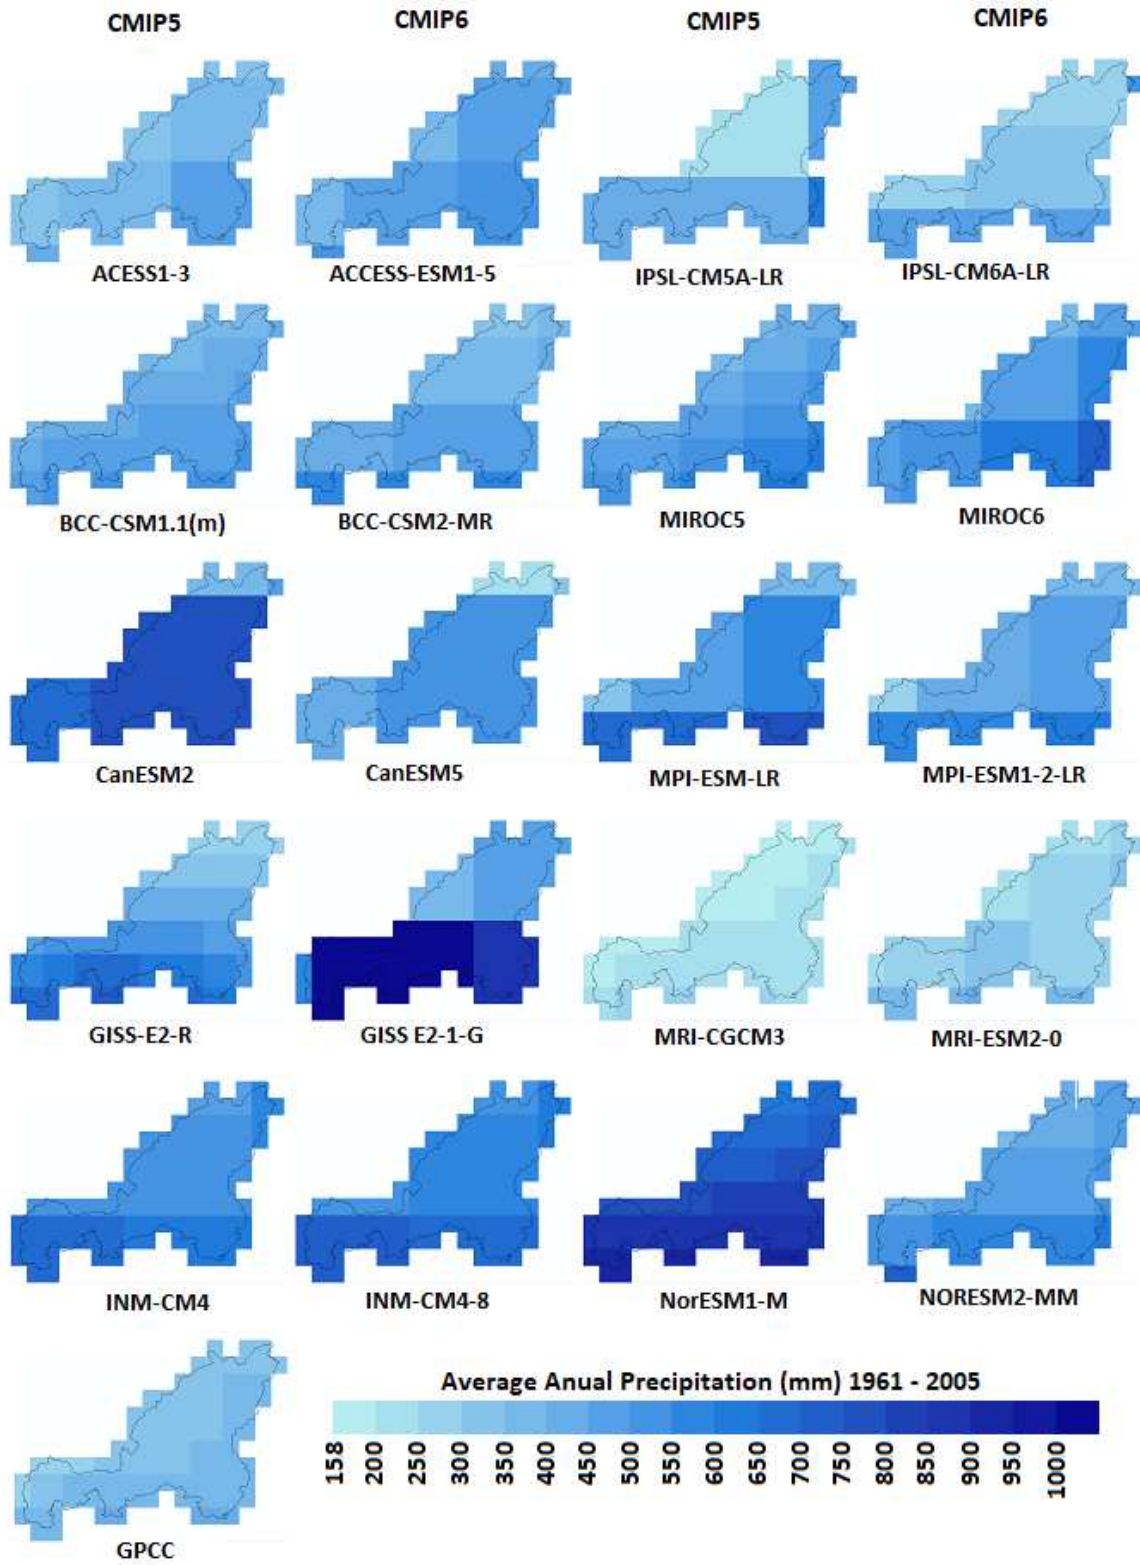 CMIP5 CMIP6 CMIP5 CMIP6
ACESS1-3 ACCESS-ESM1-5 IPSL-CM5A-LR IPSL-CM6A-LR
BCC-CSM1.1(m) BCC-CSM2-MR MIROC5 MIROC6
CanESM2 CanESM5 MPI-ESM-LR MPI-ESM1-2-LR
GISS-E2-R GISS E2-1-G MRI-CGCM3 MRI-ESM2-0
INM-CM4 INM-CM4-8 NorESM1-M NORESM2-MM
Average Anual Precipitation (mm) 1961 - 2005
158 200 250 300 350 400 450 500 550 600 650 700 750 800 850 900 950 1000
GPCC